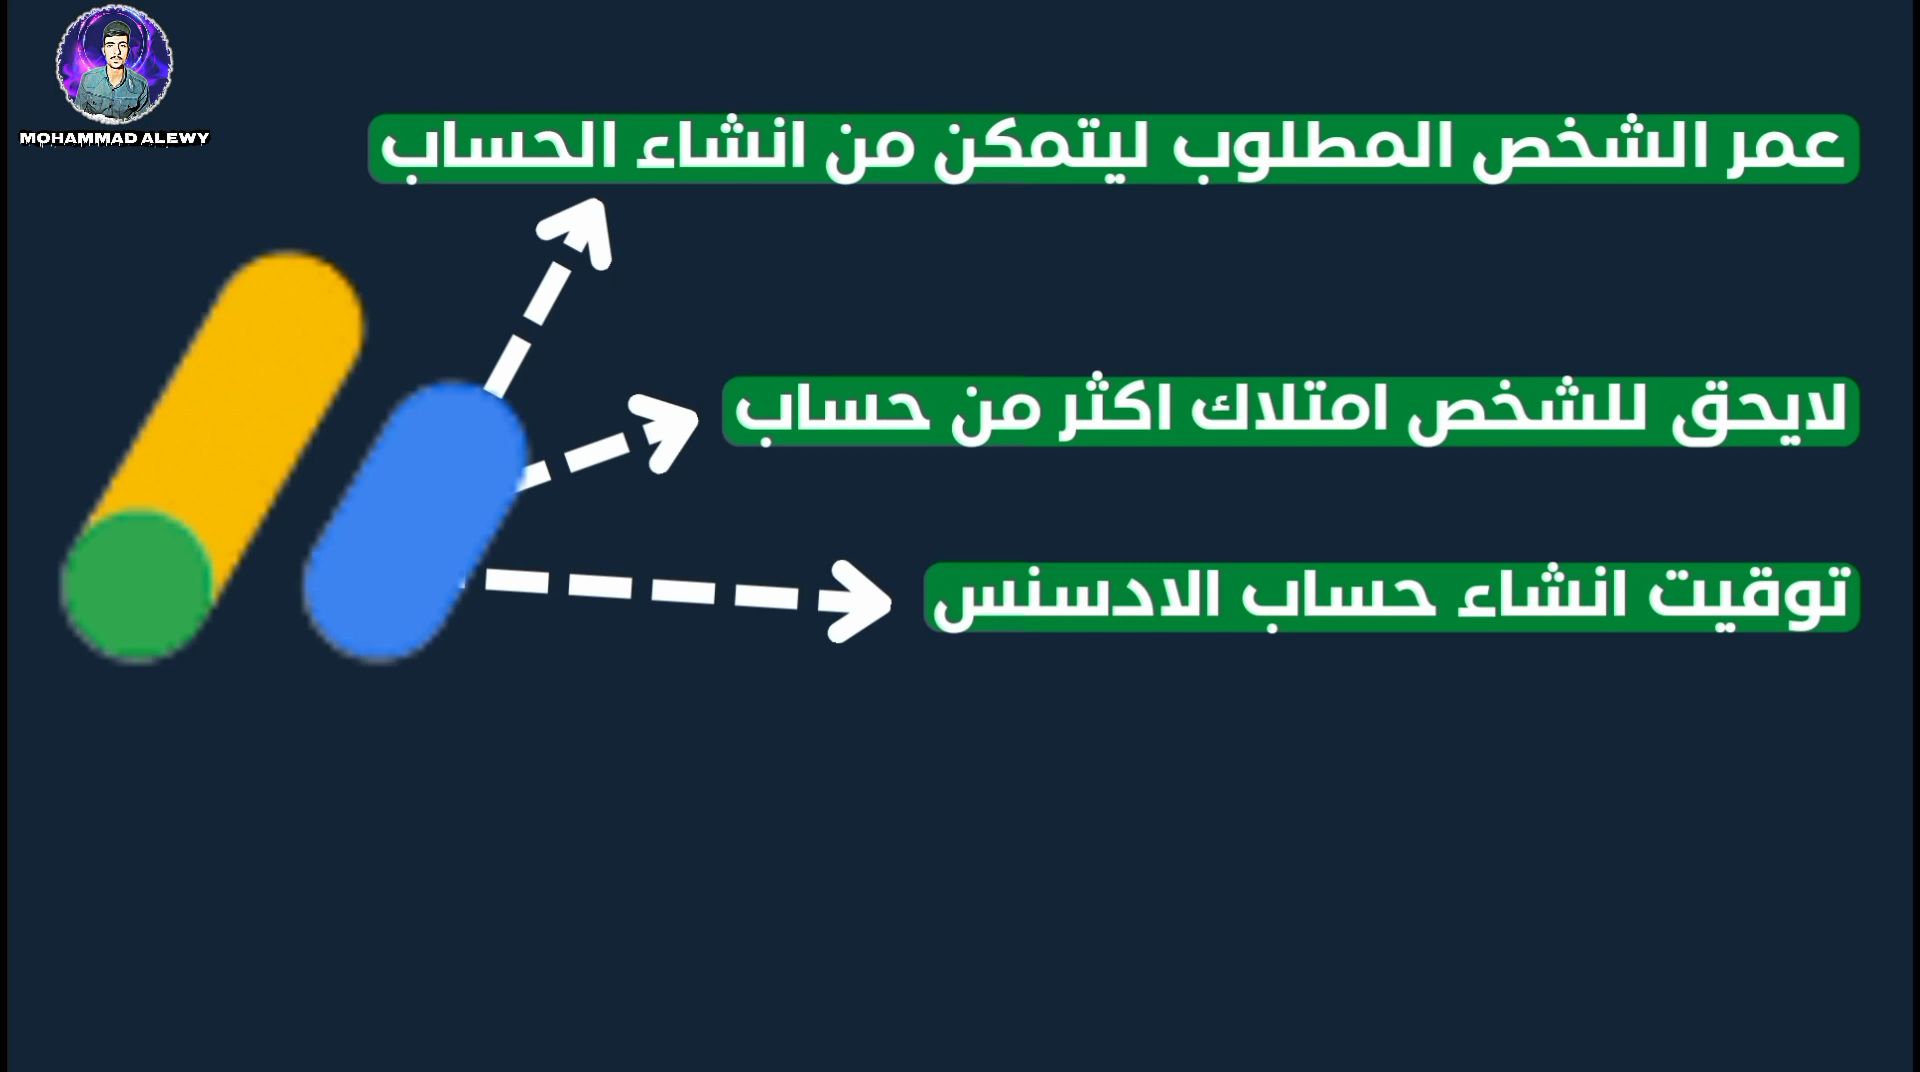 MOHAMMAD ALEWY
عمر الشخص المطلوب ليتمكن من انشاء الحساب
لايحق للشخص امتلاك اكثر من حساب
توقيت انشاء حساب الادسنس